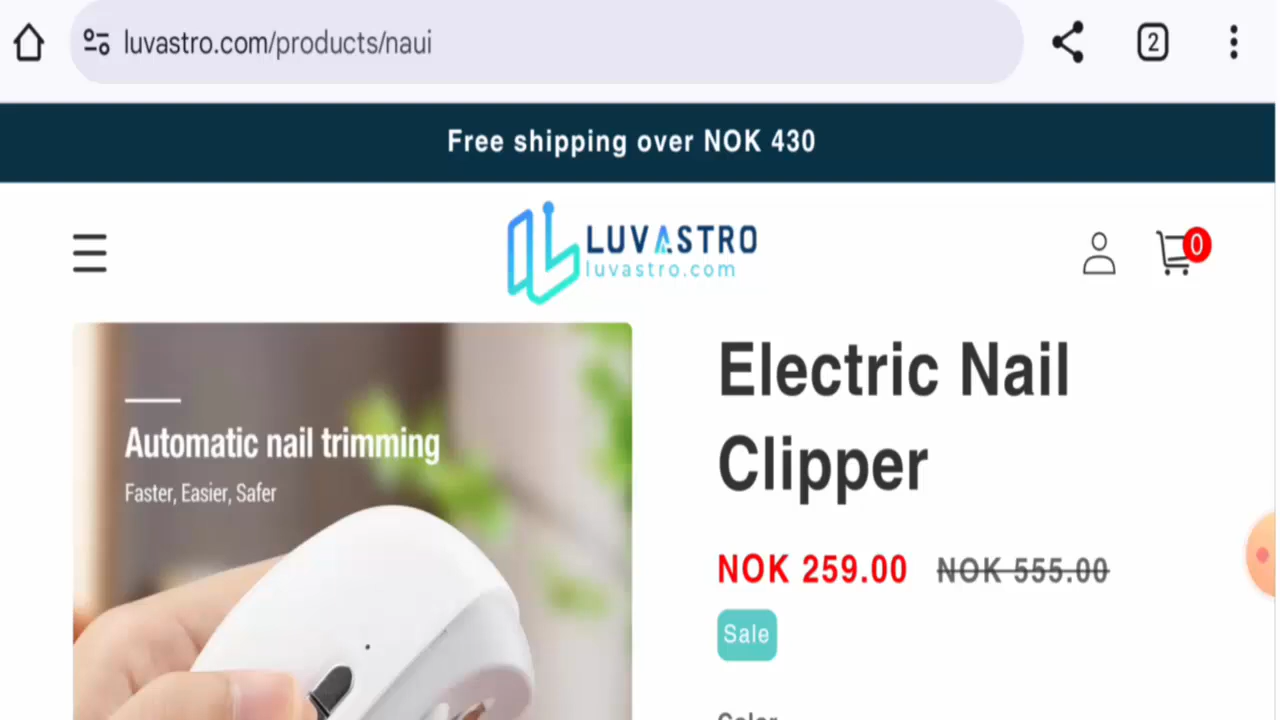 luvastro.com/products/naui
2
Free shipping over NOK 430
LUVASTRO
luvastro.com
0
Automatic nail trimming
Faster, Easier, Safer
Electric Nail
Clipper
NOK 259.00 NOK 555.00
Sale
Color